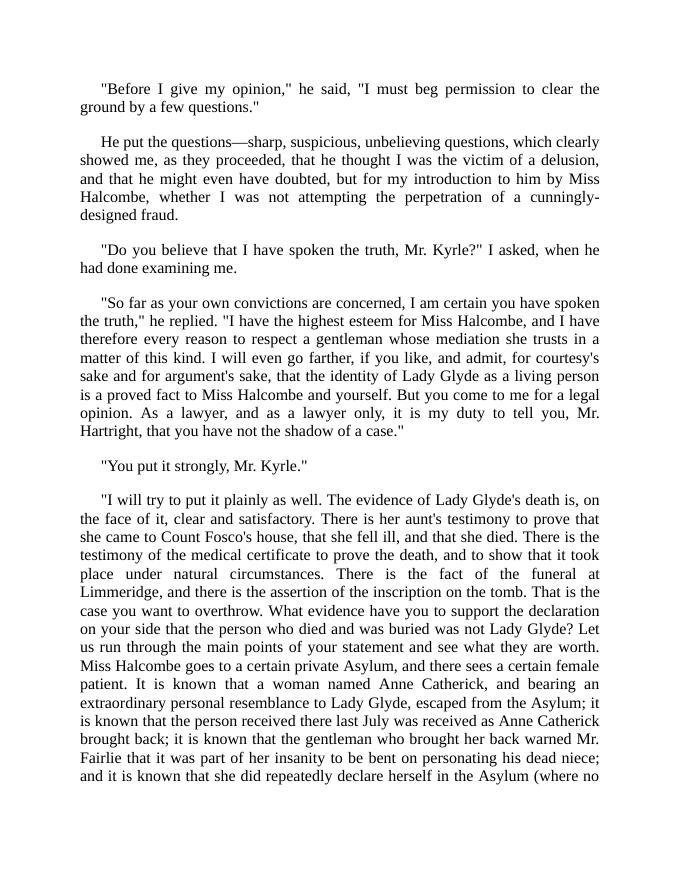 "Before I give my opinion," he said, "I must beg permission to clear the
ground by a few questions."
He put the questions—sharp, suspicious, unbelieving questions, which clearly
showed me, as they proceeded, that he thought I was the victim of a delusion,
and that he might even have doubted, but for my introduction to him by Miss
Halcombe, whether I was not attempting the perpetration of a cunningly-
designed fraud.
"Do you believe that I have spoken the truth, Mr. Kyrle?" I asked, when he
had done examining me.
"So far as your own convictions are concerned, I am certain you have spoken
the truth," he replied. "I have the highest esteem for Miss Halcombe, and I have
therefore every reason to respect a gentleman whose mediation she trusts in a
matter of this kind. I will even go farther, if you like, and admit, for courtesy's
sake and for argument's sake, that the identity of Lady Glyde as a living person
is a proved fact to Miss Halcombe and yourself. But you come to me for a legal
opinion. As a lawyer, and as a lawyer only, it is my duty to tell you, Mr.
Hartright, that you have not the shadow of a case."
"You put it strongly, Mr. Kyrle."
"I will try to put it plainly as well. The evidence of Lady Glyde's death is, on
the face of it, clear and satisfactory. There is her aunt's testimony to prove that
she came to Count Fosco's house, that she fell ill, and that she died. There is the
testimony of the medical certificate to prove the death, and to show that it took
place under natural circumstances. There is the fact of the funeral at
Limmeridge, and there is the assertion of the inscription on the tomb. That is the
case you want to overthrow. What evidence have you to support the declaration
on your side that the person who died and was buried was not Lady Glyde? Let
us run through the main points of your statement and see what they are worth.
Miss Halcombe goes to a certain private Asylum, and there sees a certain female
patient. It is known that a woman named Anne Catherick, and bearing an
extraordinary personal resemblance to Lady Glyde, escaped from the Asylum; it
is known that the person received there last July was received as Anne Catherick
brought back; it is known that the gentleman who brought her back warned Mr.
Fairlie that it was part of her insanity to be bent on personating his dead niece;
and it is known that she did repeatedly declare herself in the Asylum (where no